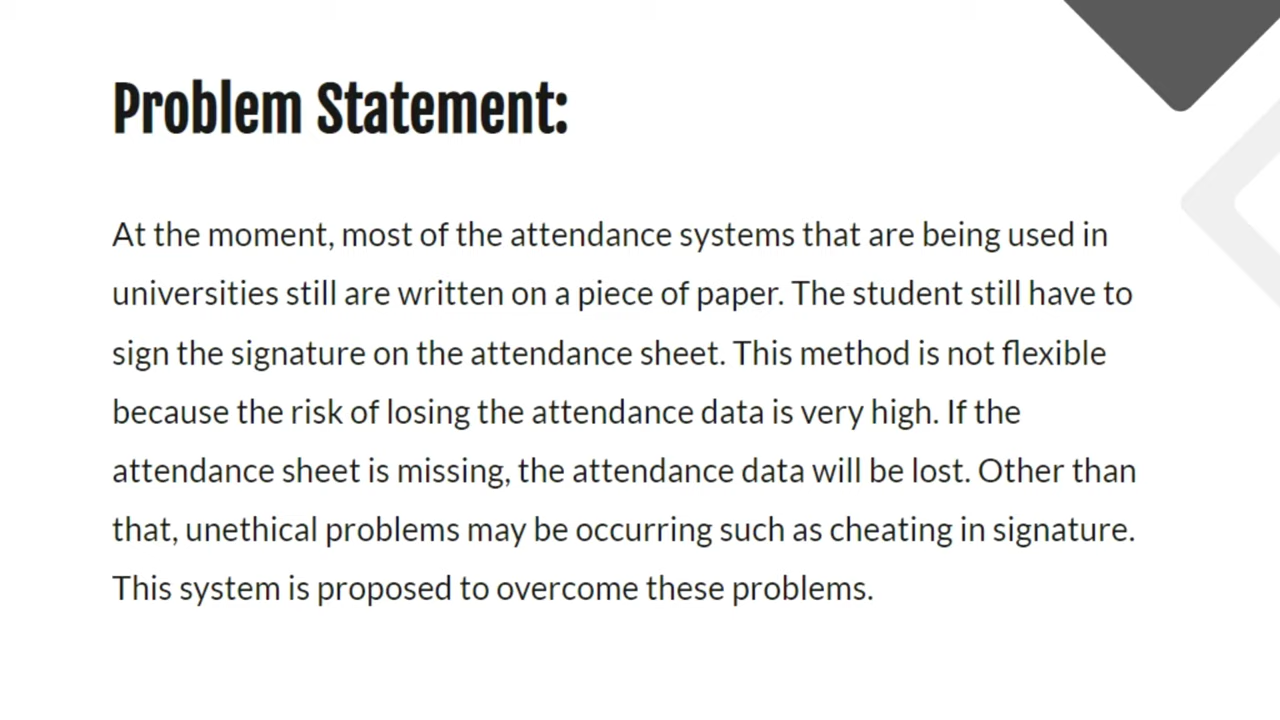 Problem Statement:
At the moment, most of the attendance systems that are being used in
universities still are written on a piece of paper. The student still have to
sign the signature on the attendance sheet. This method is not flexible
because the risk of losing the attendance data is very high. If the
attendance sheet is missing, the attendance data will be lost. Other than
that, unethical problems may be occurring such as cheating in signature.
This system is proposed to overcome these problems.